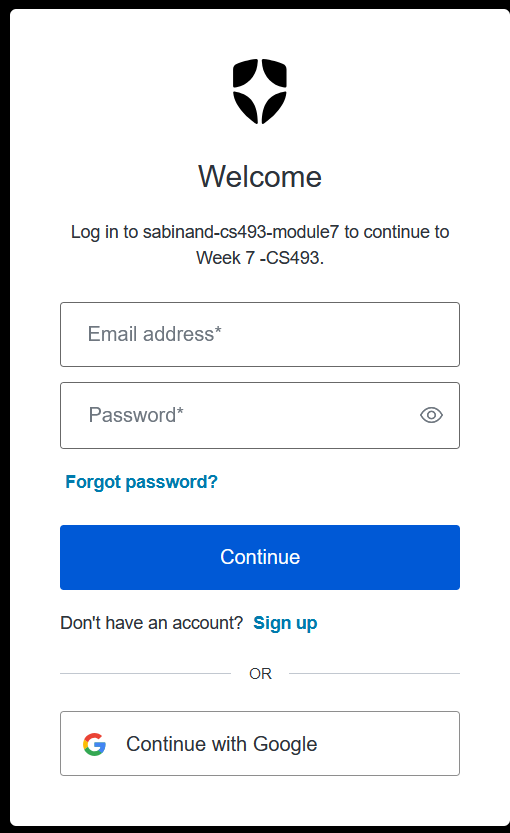 Welcome
Log in to sabinand-cs493-module7 to continue to
Week 7 -CS493.
Email address*
Password*
Forgot password?
Continue
Don't have an account? Sign up
OR
Continue with Google